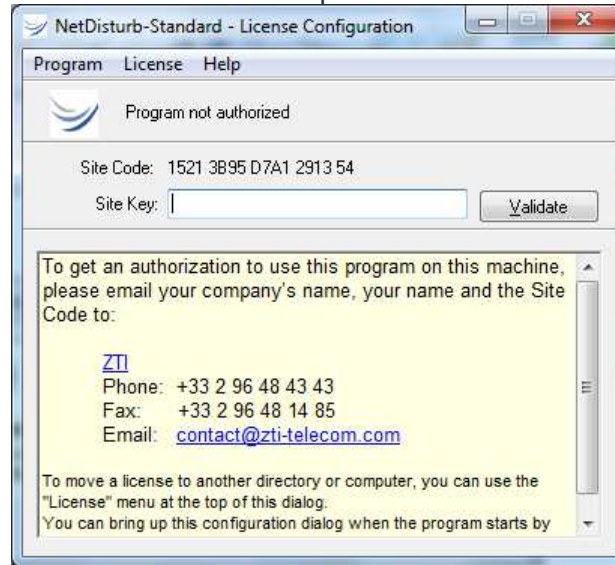 NetDisturb-Standard - License Configuration
Program License Help
Program not authorized
Site Code: 1521 3B95 D7A1 2913 54
Site Key:
Validate
To get an authorization to use this program on this machine,
please email your company's name, your name and the Site
Code to:
ZTI
Phone: +33 2 96 48 43 43
Fax: +33 2 96 48 14 85
Email: contact@zti-telecom.com
To move a license to another directory or computer, you can use the
"License" menu at the top of this dialog.
You can bring up this configuration dialog when the program starts by